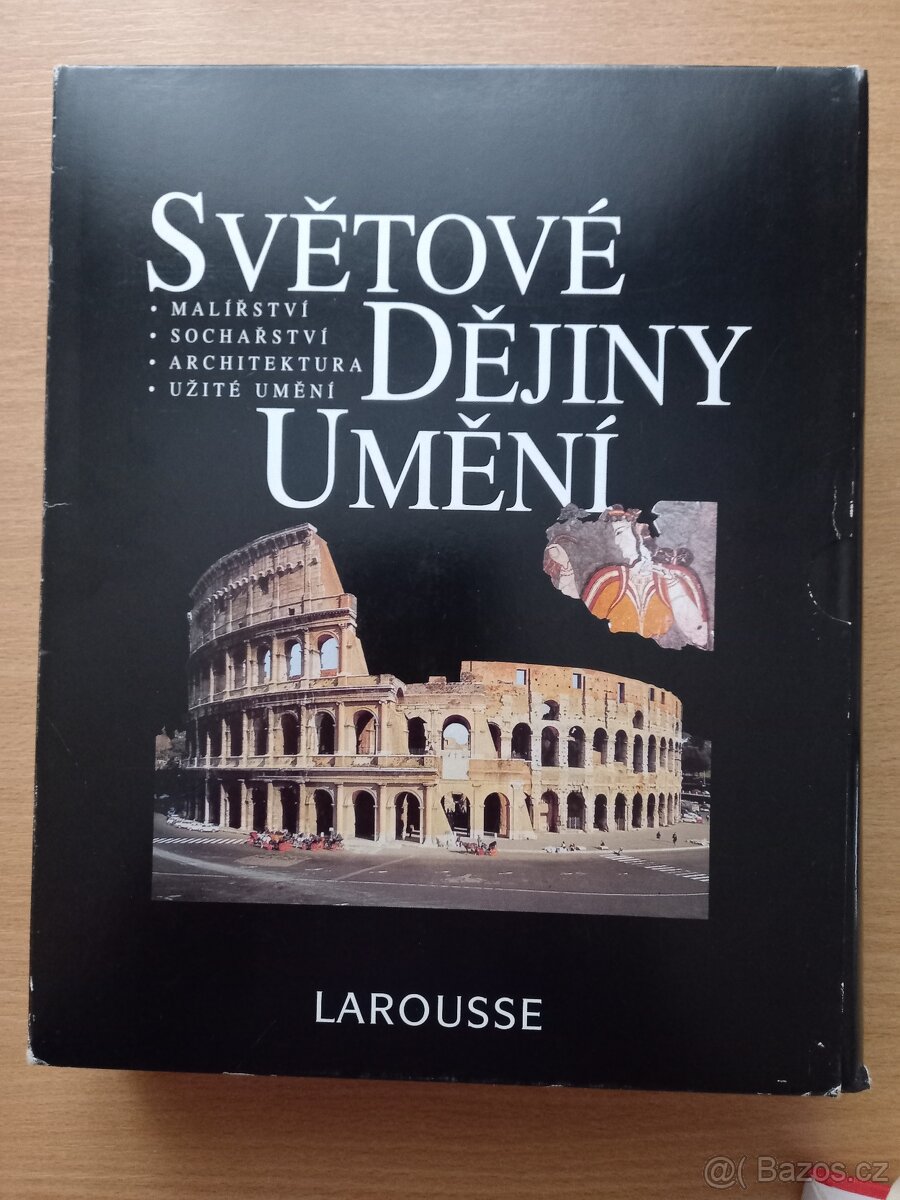 SVĚTOVÉ
• MALÍŘSTVÍ
• SOCHAŘSTVÍ
• ARCHITEKTURA
• UŽITÉ UMĚNÍ
DĚJINY
UMĚNÍ
LAROUSSE
@( Bazos.cz